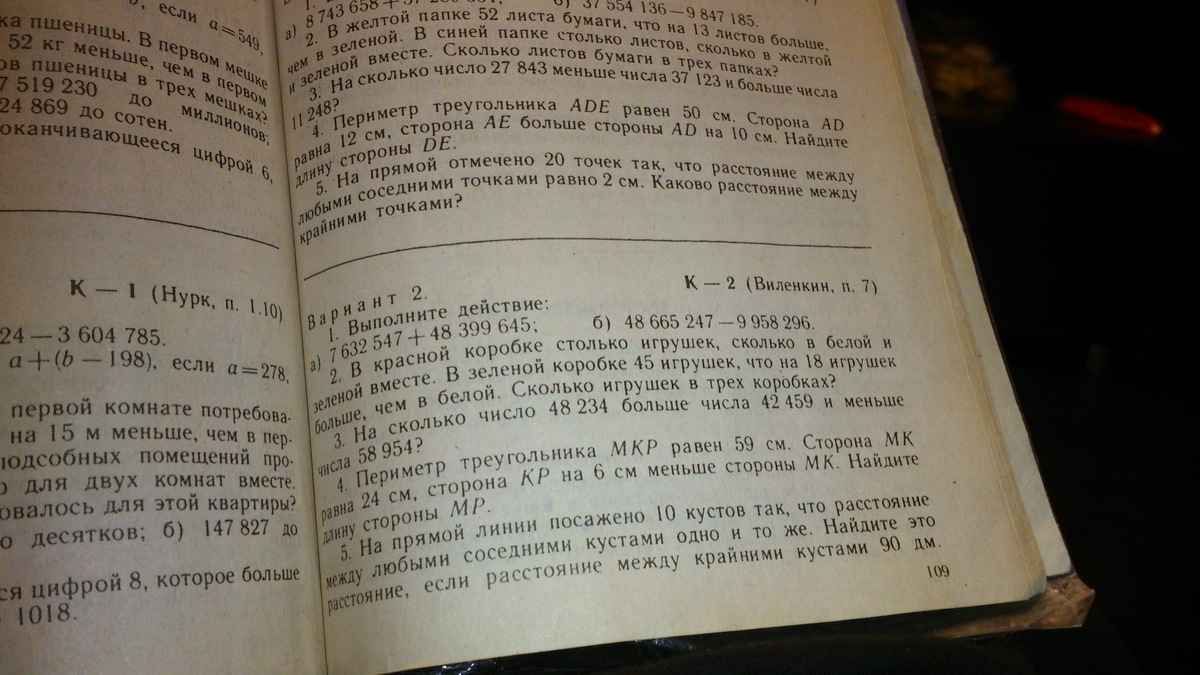 если a=549.
ка пшеницы. В первом мешке
52 кг меньше, чем в первом
ов пшеницы в трех мешках?
7 519 230 до миллионов;
24 869 до сотен.
оканчивающееся цифрой 6,
К — 1 (Нурк, п. 1.10)
24 — 3 604 785.
a+(b — 198), если a=278,
первой комнате потребова-
на 15 м меньше, чем в пер-
подсобных помещений про-
о для двух комнат вместе.
овалось для этой квартиры?
о десятков; б) 147 827 до
ся цифрой 8, которое больше
1018.
а) 8 743 658+37 б) 37 554 136—9 847 185.
2. В желтой папке 52 листа бумаги, что на 13 листов больше,
чем в зеленой. В синей папке столько листов, сколько в желтой
и зеленой вместе. Сколько листов бумаги в трех папках?
3. На сколько число 27 843 меньше числа 37 123 и больше числа
11 248?
4. Периметр треугольника ADE равен 50 см. Сторона AD
равна 12 см, сторона AE больше стороны AD на 10 см. Найдите
длину стороны DE.
5. На прямой отмечено 20 точек так, что расстояние между
любыми соседними точками равно 2 см. Каково расстояние между
крайними точками?
К — 2 (Виленкин, п. 7)
Вариант 2.
1. Выполните действие:
а) 7 632 547+48 399 645; б) 48 665 247—9 958 296.
2. В красной коробке столько игрушек, сколько в белой и
зеленой вместе. В зеленой коробке 45 игрушек, что на 18 игрушек
больше, чем в белой. Сколько игрушек в трех коробках?
3. На сколько число 48 234 больше числа 42 459 и меньше
числа 58 954?
4. Периметр треугольника MKP равен 59 см. Сторона MK
равна 24 см, сторона KP на 6 см меньше стороны MK. Найдите
длину стороны MP.
5. На прямой линии посажено 10 кустов так, что расстояние
между любыми соседними кустами одно и то же. Найдите это
расстояние, если расстояние между крайними кустами 90 дм.
109